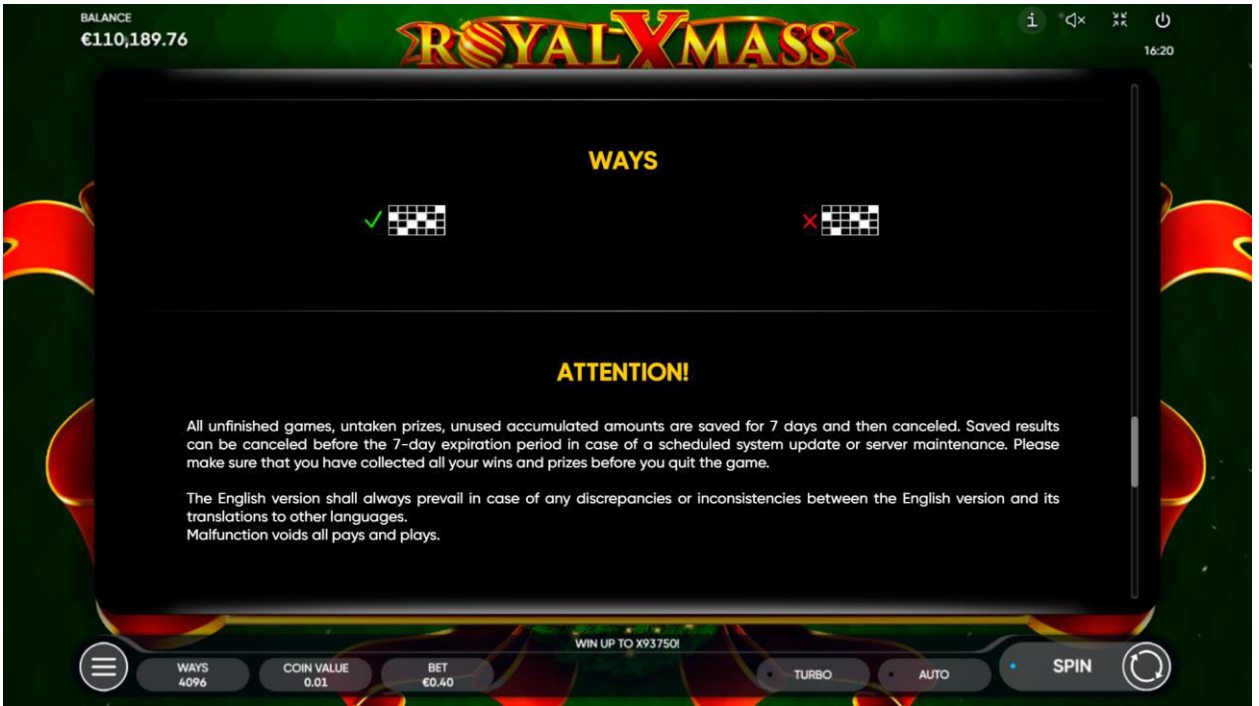 BALANCE
€110,189.76
ROYAL XMASS
i
16:20
WAYS
ATTENTION!
All unfinished games, untaken prizes, unused accumulated amounts are saved for 7 days and then canceled. Saved results
can be canceled before the 7-day expiration period in case of a scheduled system update or server maintenance. Please
make sure that you have collected all your wins and prizes before you quit the game.
The English version shall always prevail in case of any discrepancies or inconsistencies between the English version and its
translations to other languages.
Malfunction voids all pays and plays.
WIN UP TO X93750!
WAYS
4096
COIN VALUE
0.01
BET
€0.40
TURBO
AUTO
SPIN